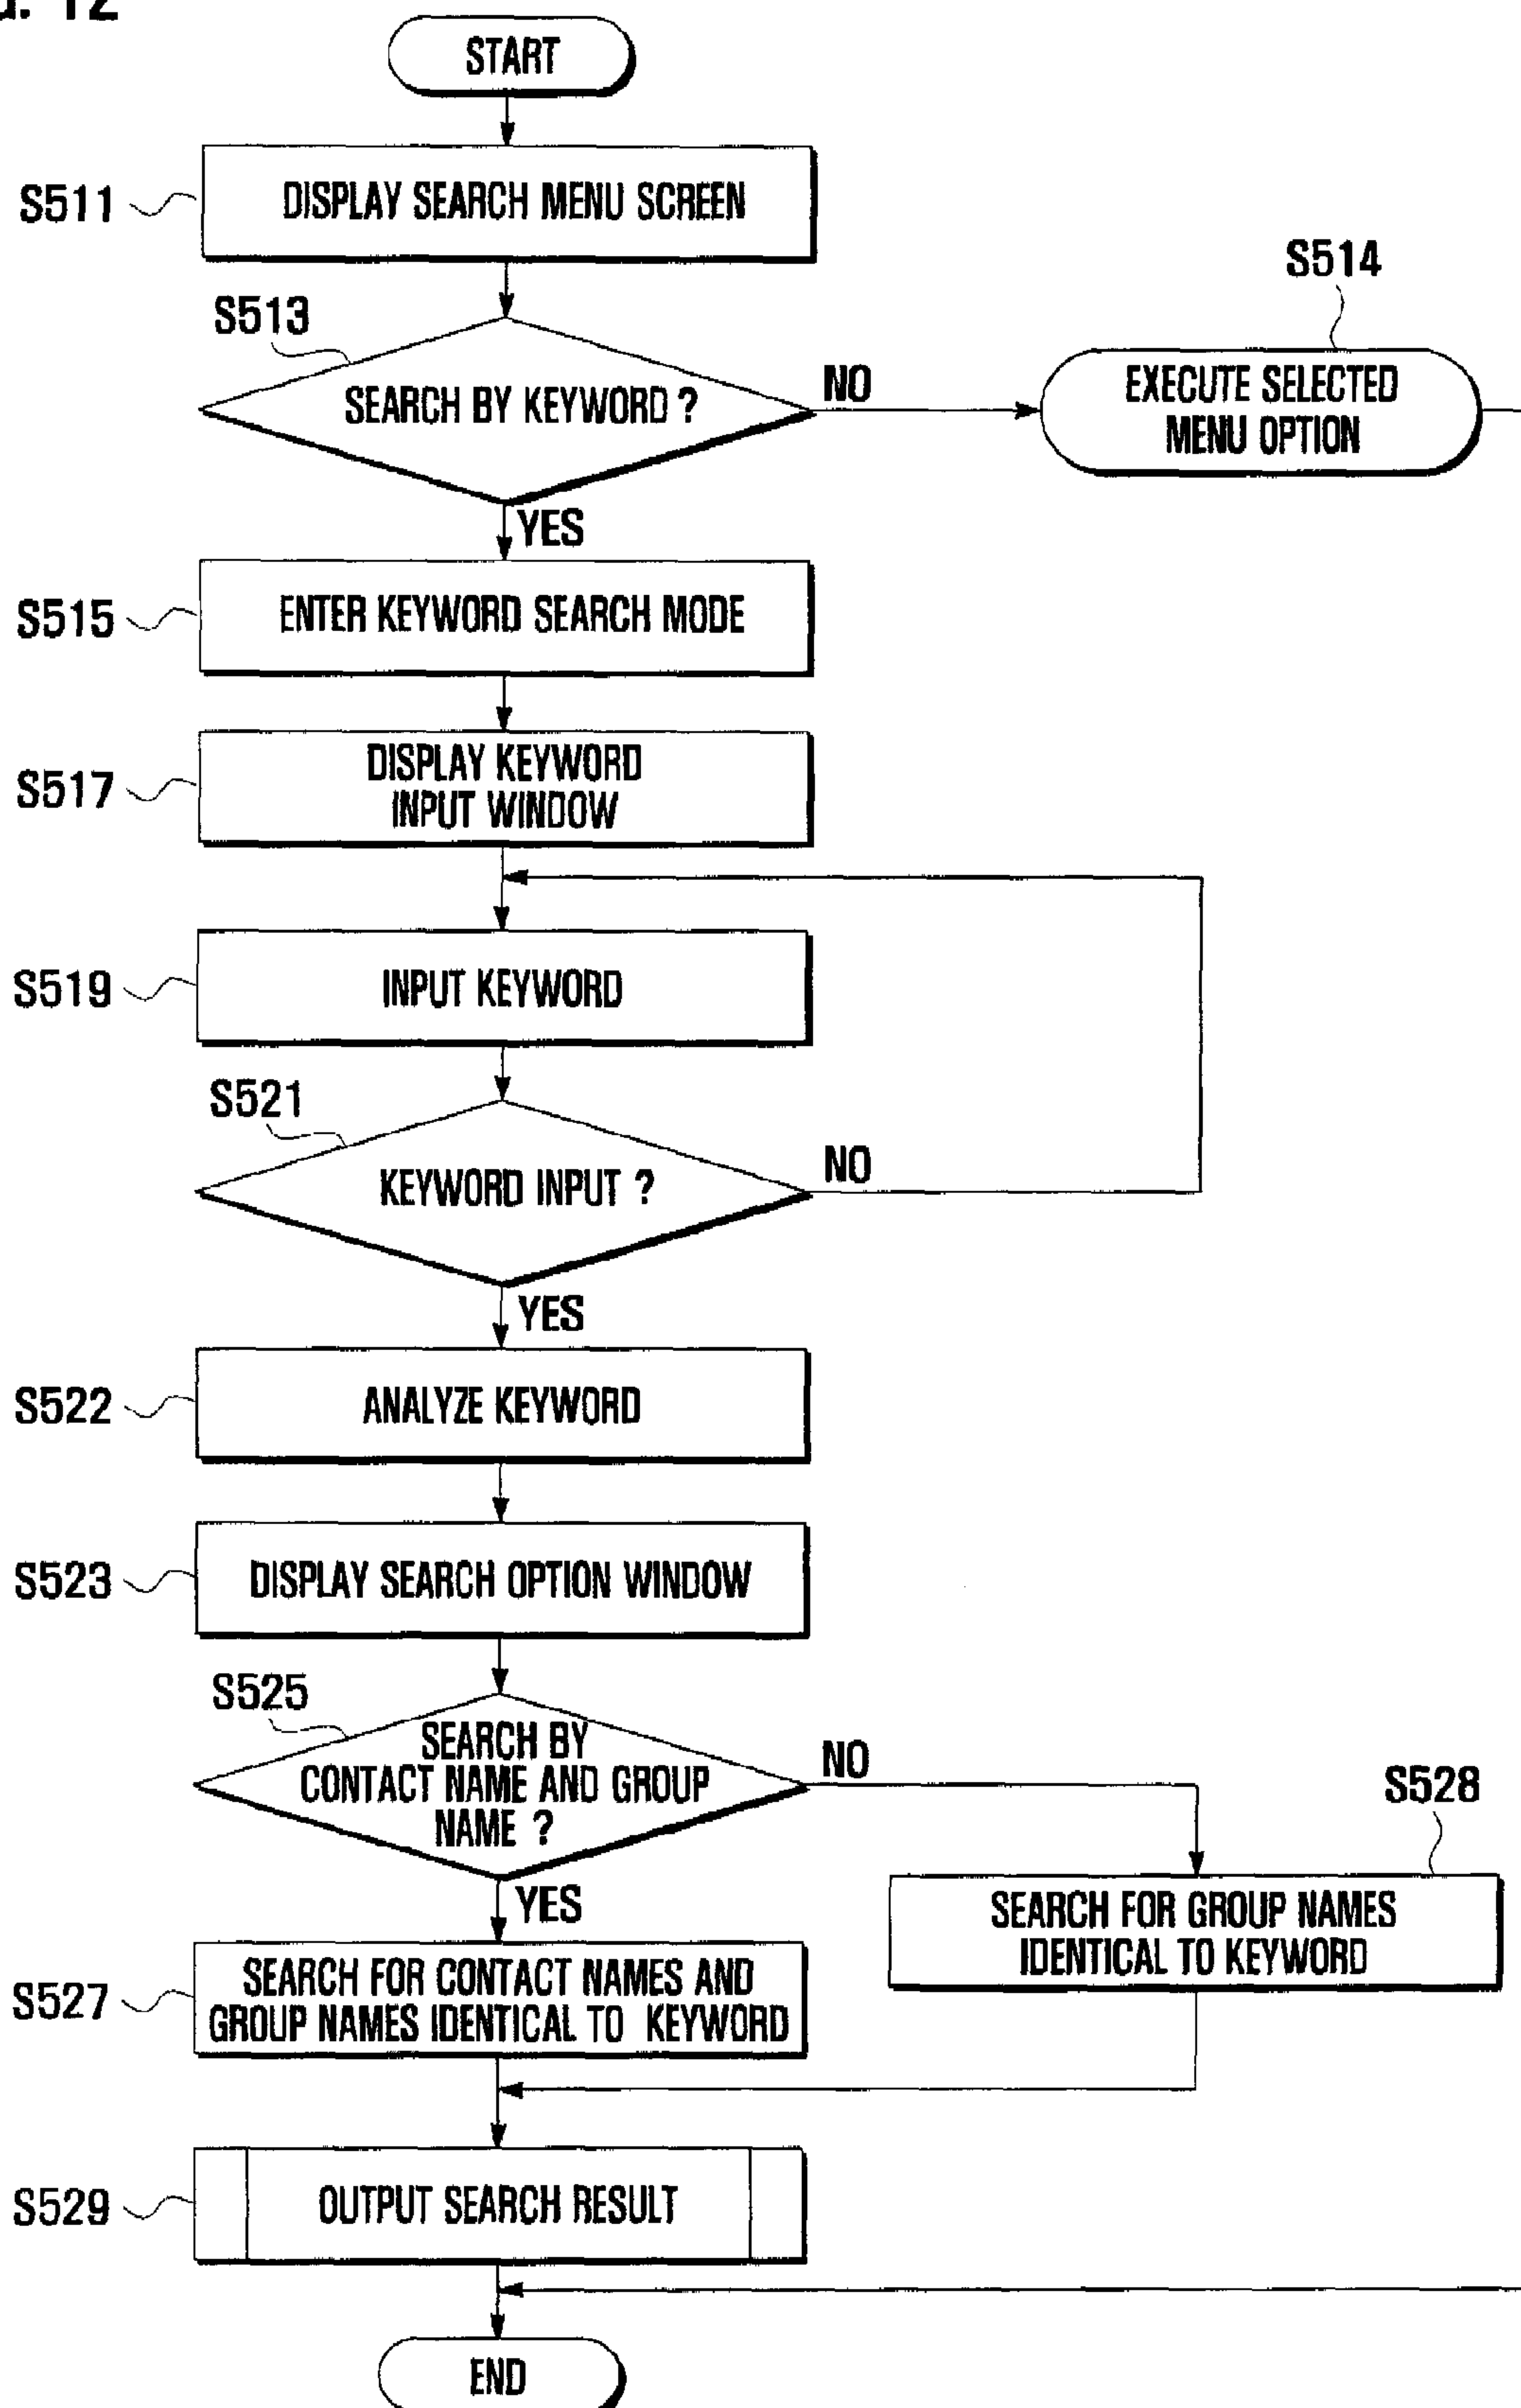 12
START
S511
DISPLAY SEARCH MENU SCREEN
S514
S513
SEARCH BY KEYWORD ?
NO
EXECUTE SELECTED
MENU OPTION
YES
S515
ENTER KEYWORD SEARCH MODE
S517
DISPLAY KEYWORD
INPUT WINDOW
S519
INPUT KEYWORD
S521
KEYWORD INPUT ?
NO
YES
S522
ANALYZE KEYWORD
S523
DISPLAY SEARCH OPTION WINDOW
S525
SEARCH BY
CONTACT NAME AND GROUP
NAME ?
NO
S528
YES
SEARCH FOR GROUP NAMES
IDENTICAL TO KEYWORD
S527
SEARCH FOR CONTACT NAMES AND
GROUP NAMES IDENTICAL TO KEYWORD
S529
OUTPUT SEARCH RESULT
END